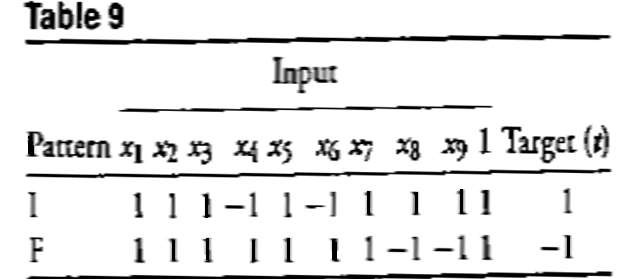 Table 9
Input
Pattern x1 x2 x3 x4 x5 x6 x7 x8 x9 1 Target (t)
I 1 1 1 −1 1 −1 1 1 1 1 1
F 1 1 1 1 1 1 1 −1 −1 1 −1